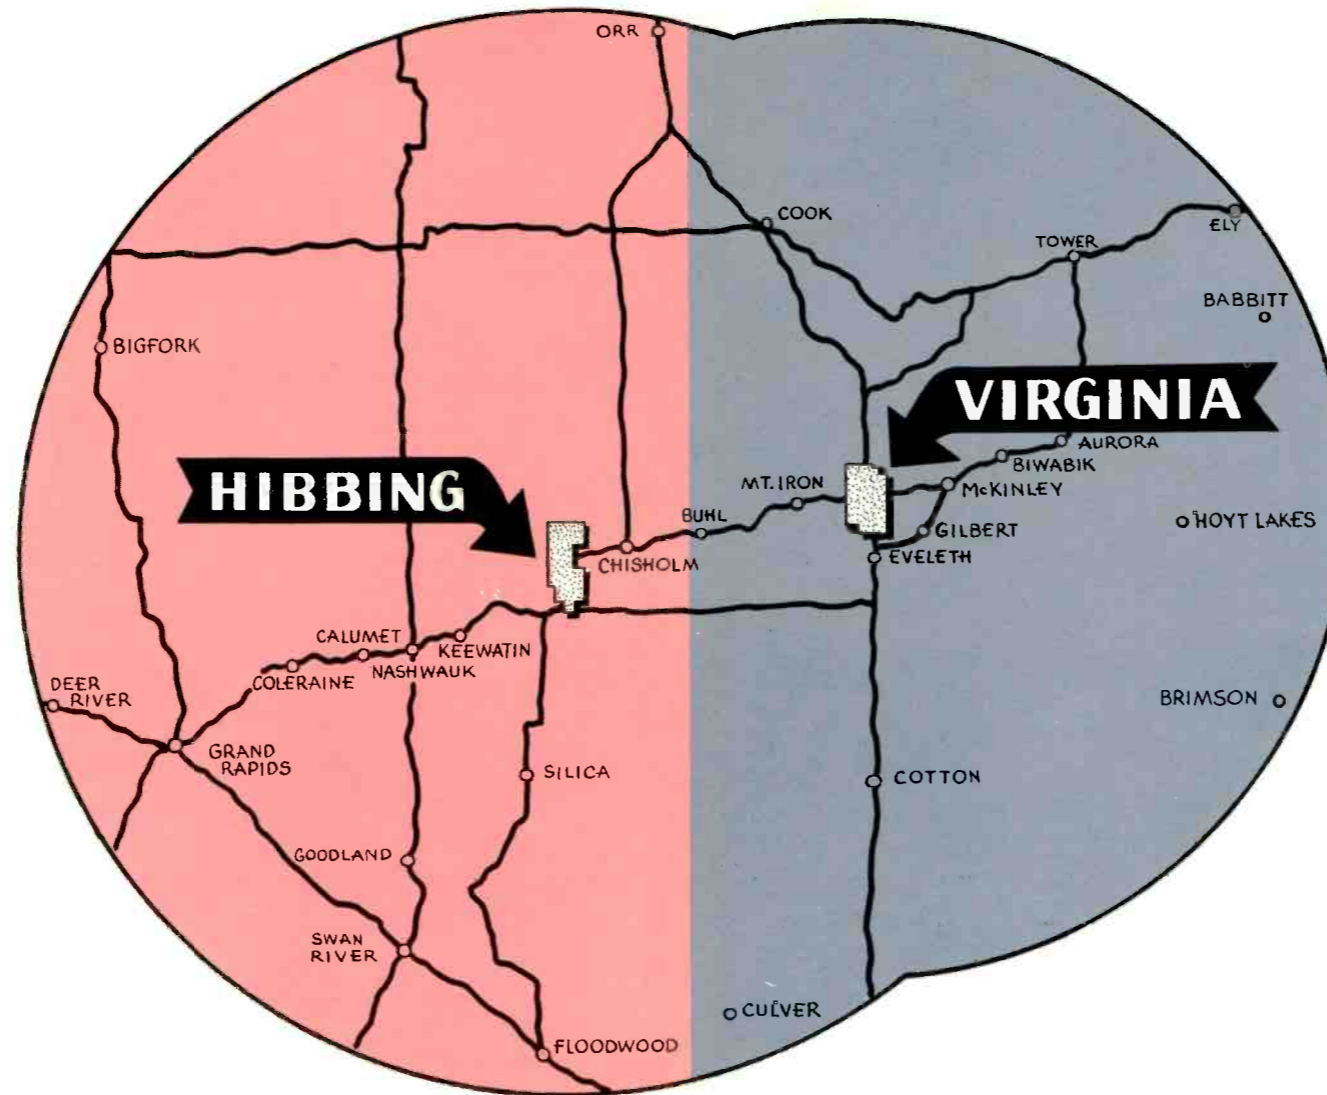 ORR
COOK
ELY
TOWER
BABBITT
BIGFORK
VIRGINIA
AURORA
BIWABIK
HIBBING
MT. IRON
McKINLEY
BUHL
HOYT LAKES
GILBERT
CHISHOLM
EVELETH
CALUMET
KEEWATIN
NASHWAUK
COLERAINE
DEER
RIVER
BRIMSON
GRAND
RAPIDS
SILICA
COTTON
GOODLAND
SWAN
RIVER
CULVER
FLOODWOOD